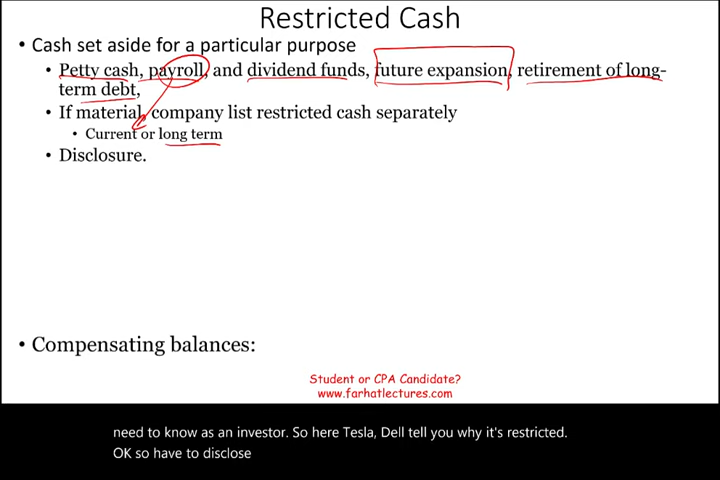 Restricted Cash
• Cash set aside for a particular purpose
• Petty cash, payroll, and dividend funds, future expansion, retirement of long-
term debt,
• If material, company list restricted cash separately
• Current or long term
• Disclosure.
• Compensating balances:
Student or CPA Candidate?
www.farhatlectures.com
need to know as an investor. So here Tesla, Dell tell you why it's restricted.
OK so have to disclose